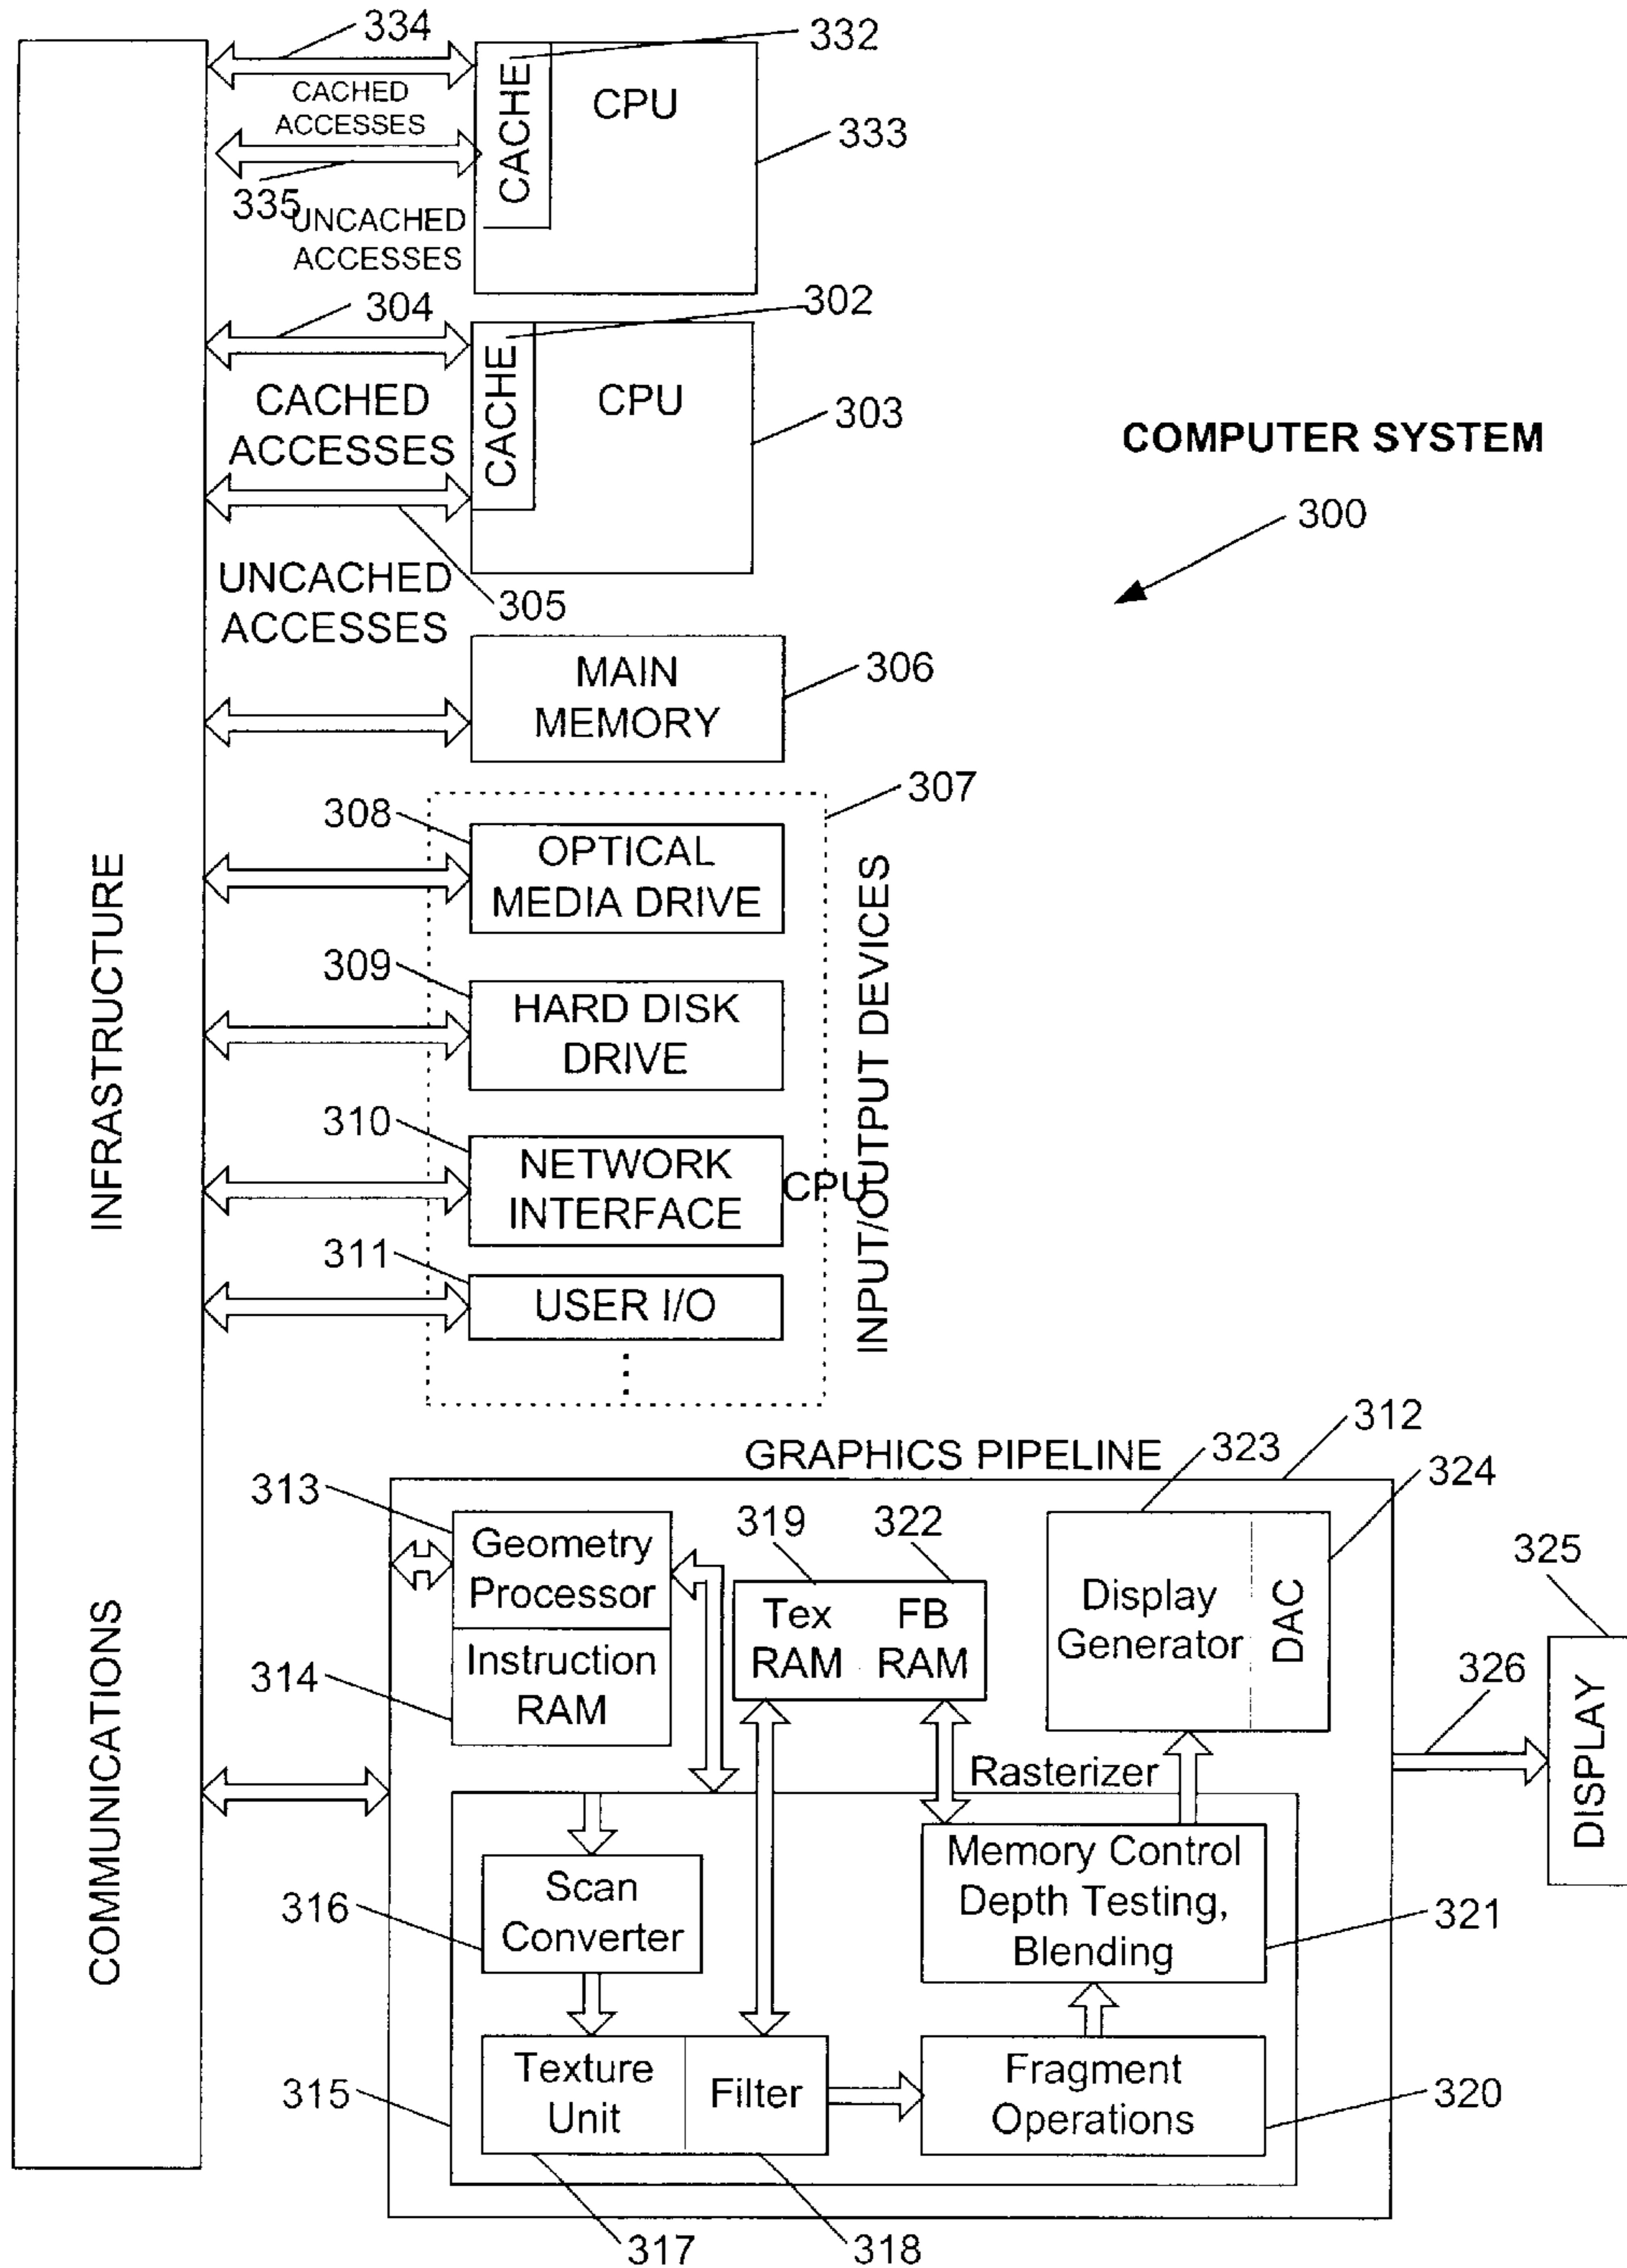 334
332
CACHED
ACCESSES
CACHE
CPU
333
335
UNCACHED
ACCESSES
304
302
CACHED
ACCESSES
CACHE
CPU
303
COMPUTER SYSTEM
300
UNCACHED
ACCESSES
305
MAIN
MEMORY
306
307
308
OPTICAL
MEDIA DRIVE
309
HARD DISK
DRIVE
310
NETWORK
INTERFACE
CPU
311
USER I/O
INPUT/OUTPUT DEVICES
COMMUNICATIONS INFRASTRUCTURE
GRAPHICS PIPELINE
312
313
Geometry
Processor
314
Instruction
RAM
319
Tex
RAM
322
FB
RAM
323
Display
Generator
324
DAC
325
326
DISPLAY
Rasterizer
316
Scan
Converter
Memory Control
Depth Testing,
Blending
321
315
Texture
Unit
Filter
Fragment
Operations
320
317
318